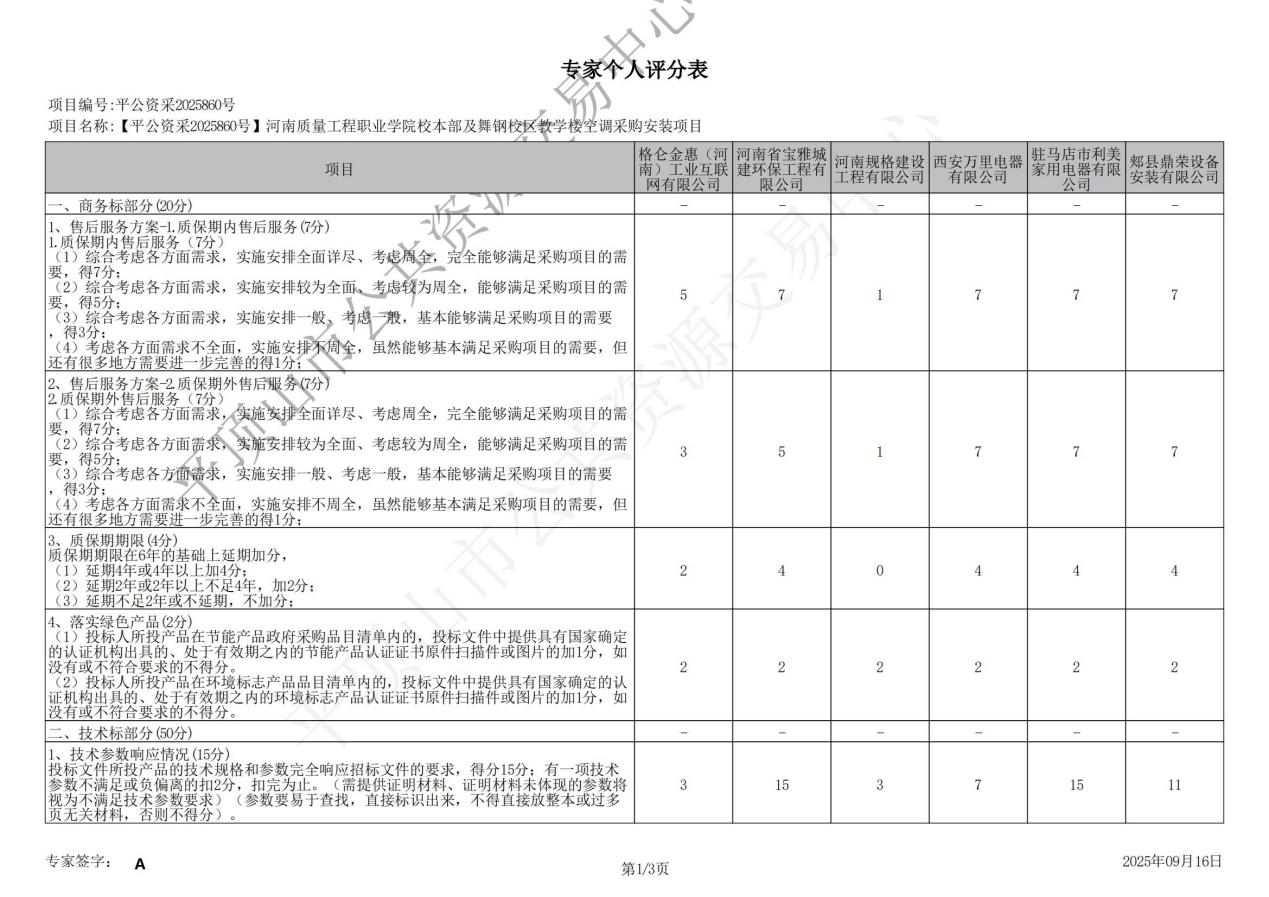 专家个人评分表
项目编号:平公资采2025860号
项目名称:【平公资采2025860号】河南质量工程职业学院校本部及舞钢校区教学楼空调采购安装项目
项目
格仑金惠（河
南）工业互联
网有限公司
河南省宝雅城
建环保工程有
限公司
河南规格建设
工程有限公司
西安万里电器
有限公司
驻马店市利美
家用电器有限
公司
郏县鼎荣设备
安装有限公司
一、商务标部分(20分) － － － － － －
1、售后服务方案-1.质保期内售后服务(7分)
1.质保期内售后服务（7分）
（1）综合考虑各方面需求，实施安排全面详尽、考虑周全，完全能够满足采购项目的需
要，得7分；
（2）综合考虑各方面需求，实施安排较为全面、考虑较为周全，能够满足采购项目的需
要，得5分；
（3）综合考虑各方面需求，实施安排一般、考虑一般，基本能够满足采购项目的需要
，得3分；
（4）考虑各方面需求不全面，实施安排不周全，虽然能够基本满足采购项目的需要，但
还有很多地方需要进一步完善的得1分；
5 7 1 7 7 7
2、售后服务方案-2.质保期外售后服务(7分)
2.质保期外售后服务（7分）
（1）综合考虑各方面需求，实施安排全面详尽、考虑周全，完全能够满足采购项目的需
要，得7分；
（2）综合考虑各方面需求，实施安排较为全面、考虑较为周全，能够满足采购项目的需
要，得5分；
（3）综合考虑各方面需求，实施安排一般、考虑一般，基本能够满足采购项目的需要
，得3分；
（4）考虑各方面需求不全面，实施安排不周全，虽然能够基本满足采购项目的需要，但
还有很多地方需要进一步完善的得1分；
3 5 1 7 7 7
3、质保期期限(4分)
质保期期限在6年的基础上延期加分，
（1）延期4年或4年以上加4分；
（2）延期2年或2年以上不足4年，加2分；
（3）延期不足2年或不延期，不加分；
2 4 0 4 4 4
4、落实绿色产品(2分)
（1）投标人所投产品在节能产品政府采购品目清单内的，投标文件中提供具有国家确定
的认证机构出具的、处于有效期之内的节能产品认证证书原件扫描件或图片的加1分，如
没有或不符合要求的不得分。
（2）投标人所投产品在环境标志产品品目清单内的，投标文件中提供具有国家确定的认
证机构出具的、处于有效期之内的环境标志产品认证证书原件扫描件或图片的加1分，如
没有或不符合要求的不得分。
2 2 2 2 2 2
二、技术标部分(50分) － － － － － －
1、技术参数响应情况(15分)
投标文件所投产品的技术规格和参数完全响应招标文件的要求，得分15分；有一项技术
参数不满足或负偏离的扣2分，扣完为止。（需提供证明材料、证明材料未体现的参数将
视为不满足技术参数要求）（参数要易于查找，直接标识出来，不得直接放整本或过多
页无关材料，否则不得分）。
3 15 3 7 15 11
专家签字： A
第1/3页
2025年09月16日
平顶山市公共资源交易中心
平顶山市公共资源交易中心